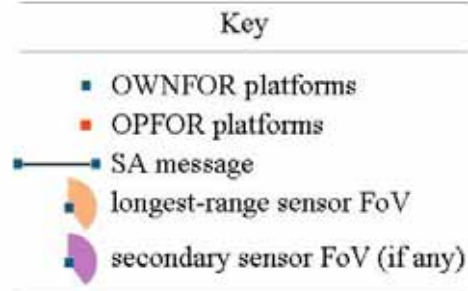 Key
OWNFOR platforms
OPFOR platforms
SA message
longest-range sensor FoV
secondary sensor FoV (if any)